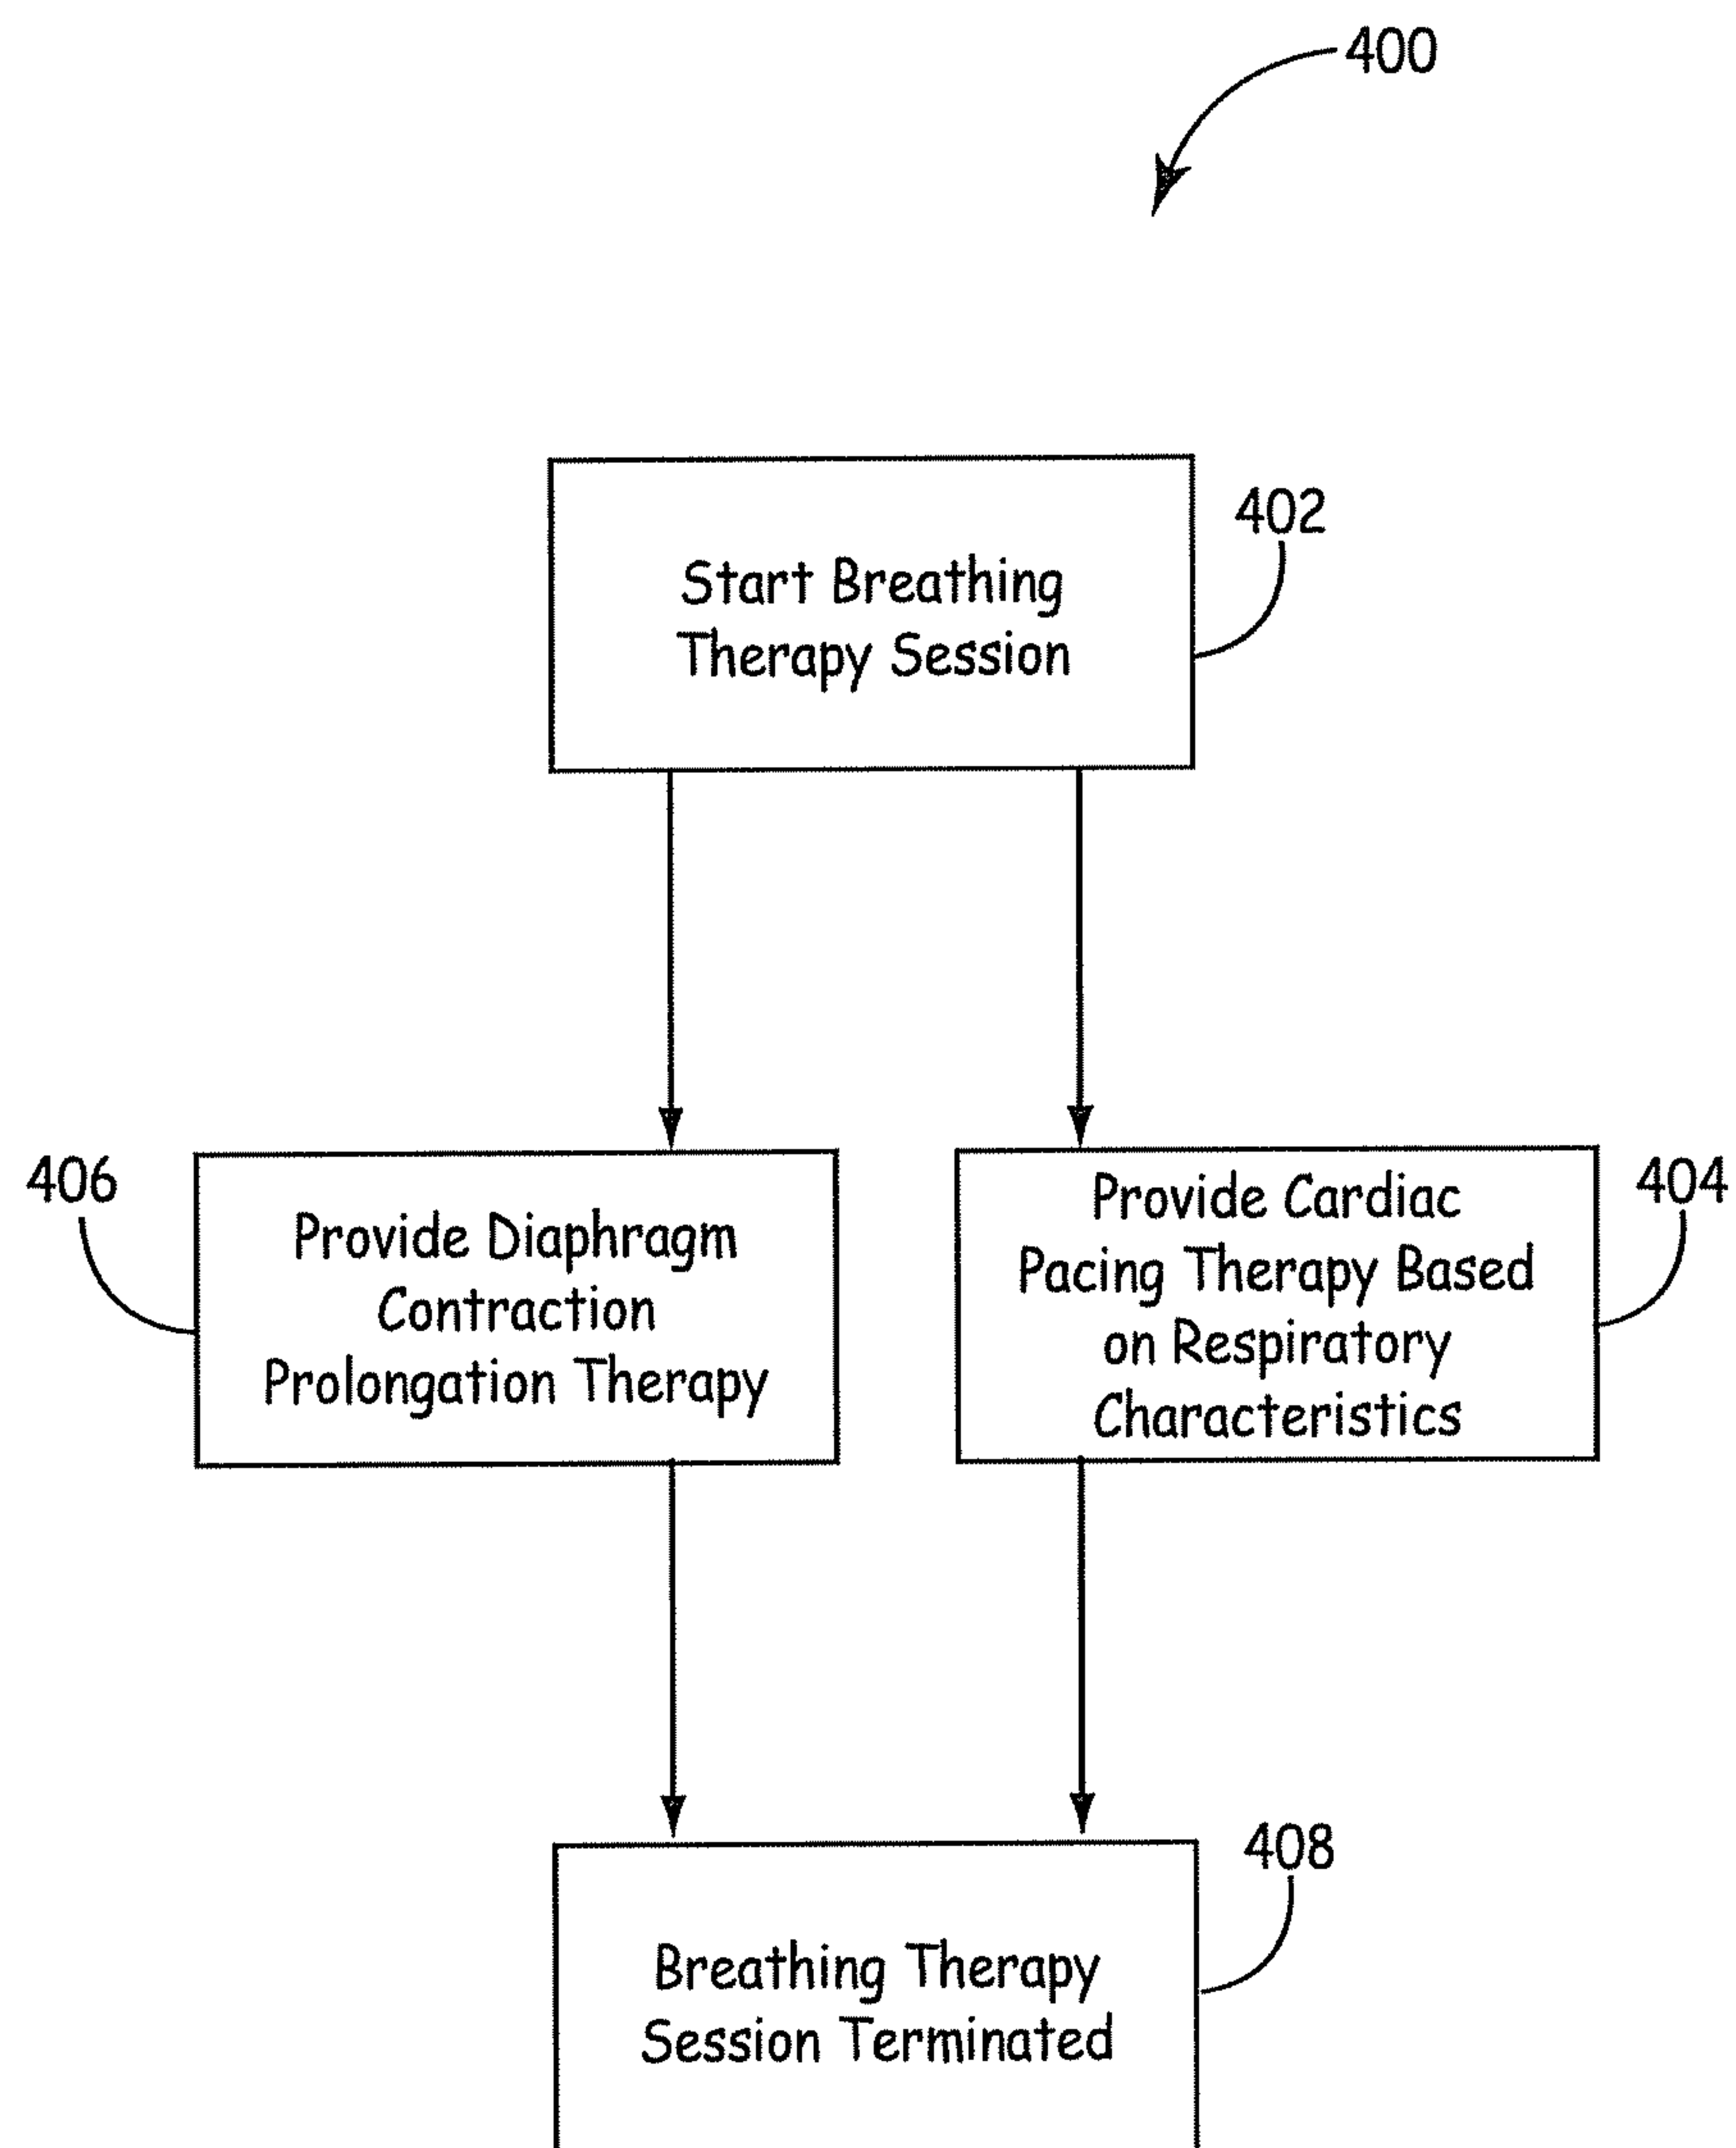 400
402
Start Breathing
Therapy Session
406
Provide Diaphragm
Contraction
Prolongation Therapy
404
Provide Cardiac
Pacing Therapy Based
on Respiratory
Characteristics
408
Breathing Therapy
Session Terminated